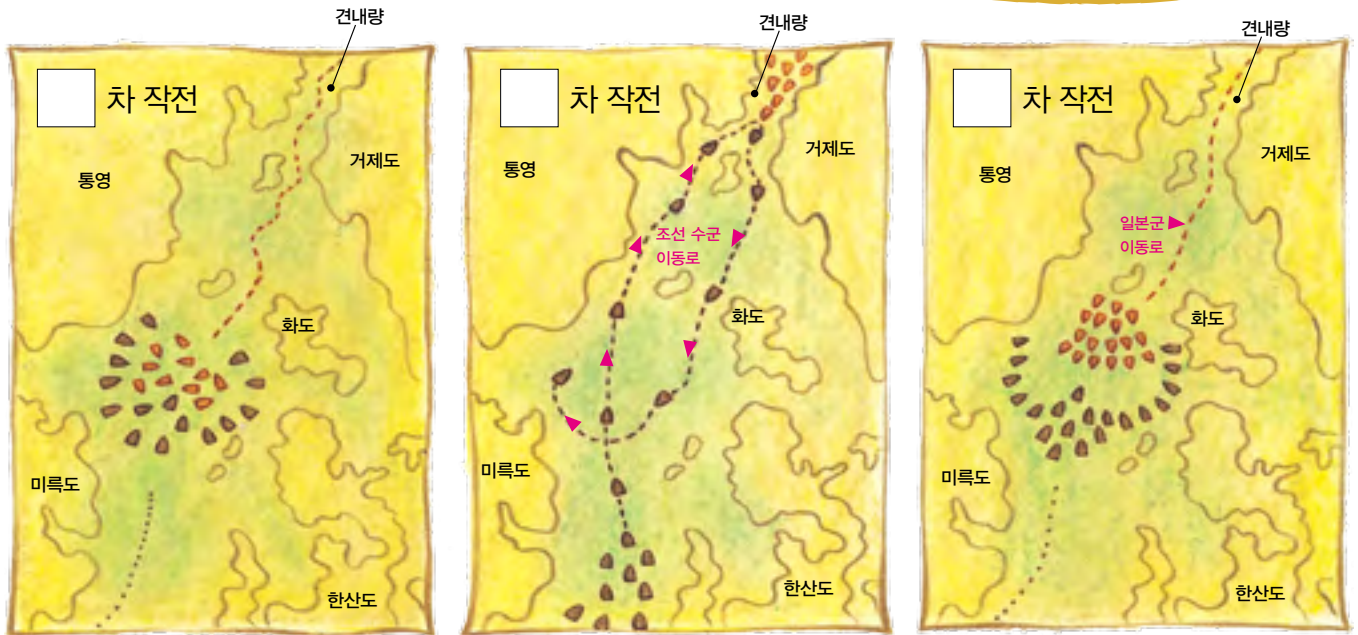 견내량
차 작전
통영
거제도
화도
미륵도
한산도
견내량
차 작전
통영
거제도
조선 수군
이동로
화도
미륵도
한산도
견내량
차 작전
통영
거제도
일본군
이동로
화도
미륵도
한산도